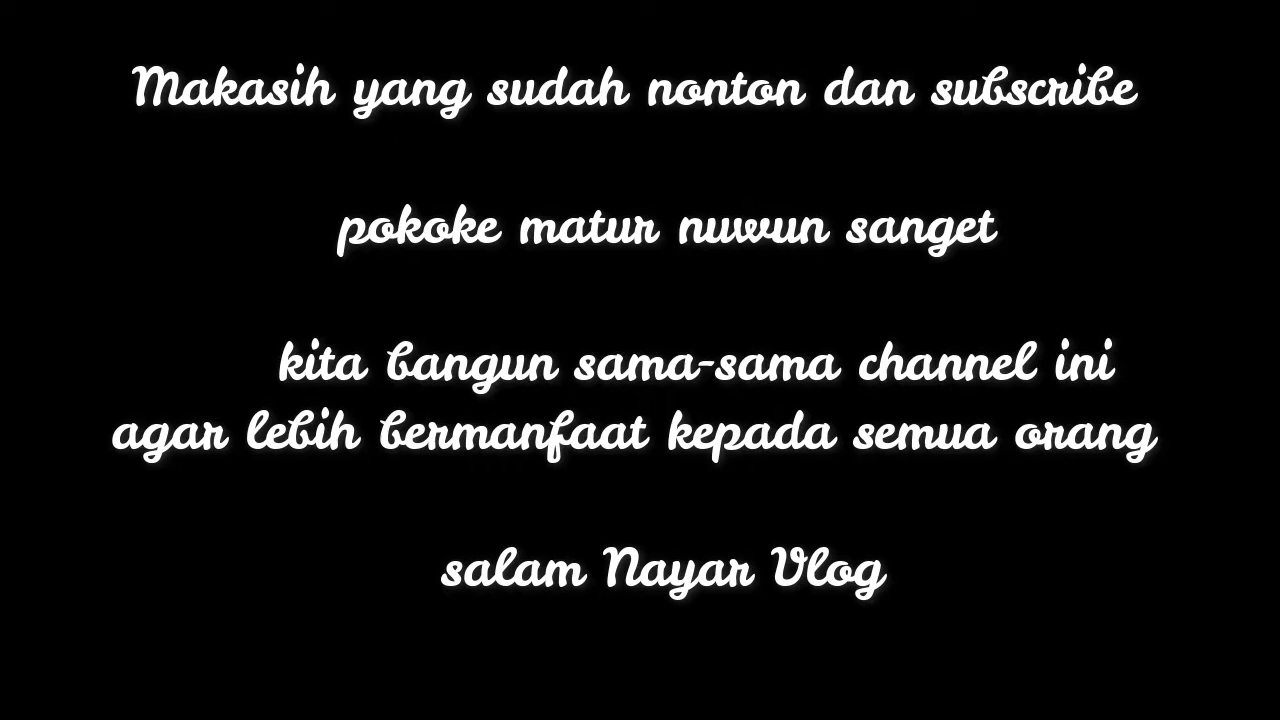 Makasih yang sudah nonton dan subscribe
pokoke matur nuwun sanget
kita bangun sama-sama channel ini
agar lebih bermanfaat kepada semua orang
salam Nayar Vlog